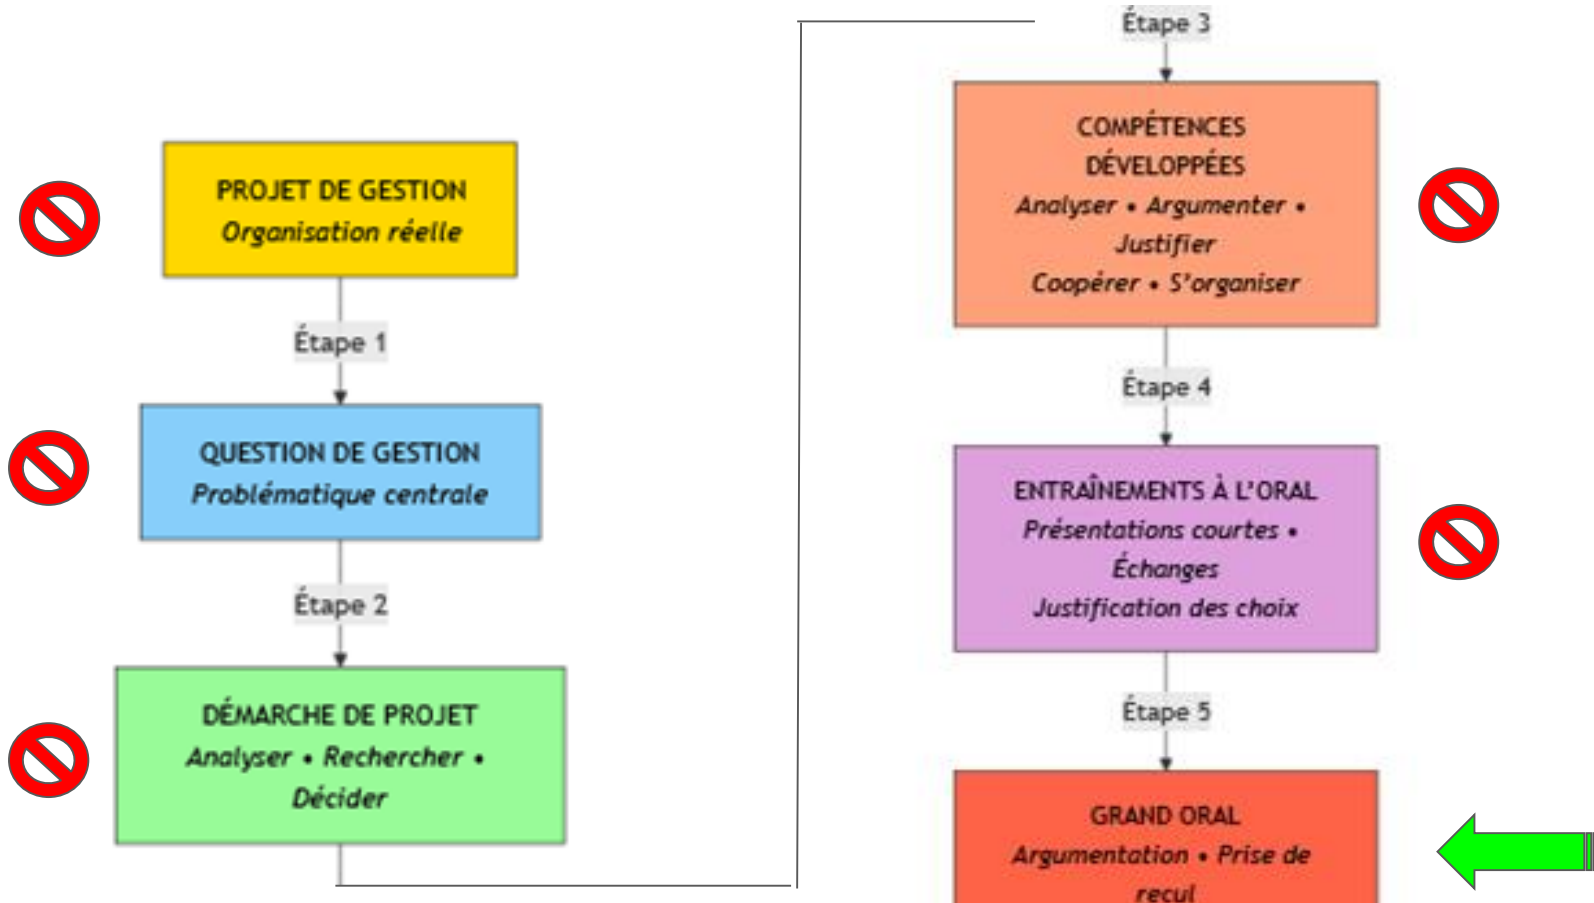 PROJET DE GESTION
Organisation réelle
Étape 1
QUESTION DE GESTION
Problématique centrale
Étape 2
DÉMARCHE DE PROJET
Analyser • Rechercher •
Décider
Étape 3
COMPÉTENCES
DÉVELOPPÉES
Analyser • Argumenter •
Justifier
Coopérer • S'organiser
Étape 4
ENTRAÎNEMENTS À L'ORAL
Présentations courtes •
Échanges
Justification des choix
Étape 5
GRAND ORAL
Argumentation • Prise de
recul